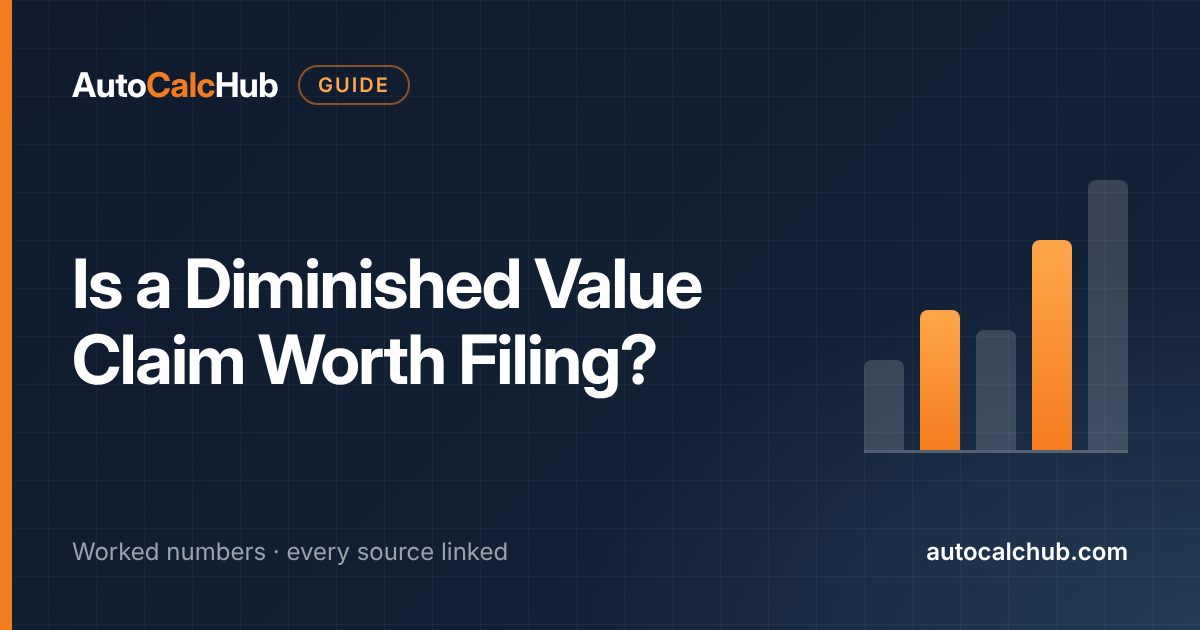 AutoCalcHub GUIDE
Is a Diminished Value
Claim Worth Filing?
Worked numbers · every source linked
autocalchub.com